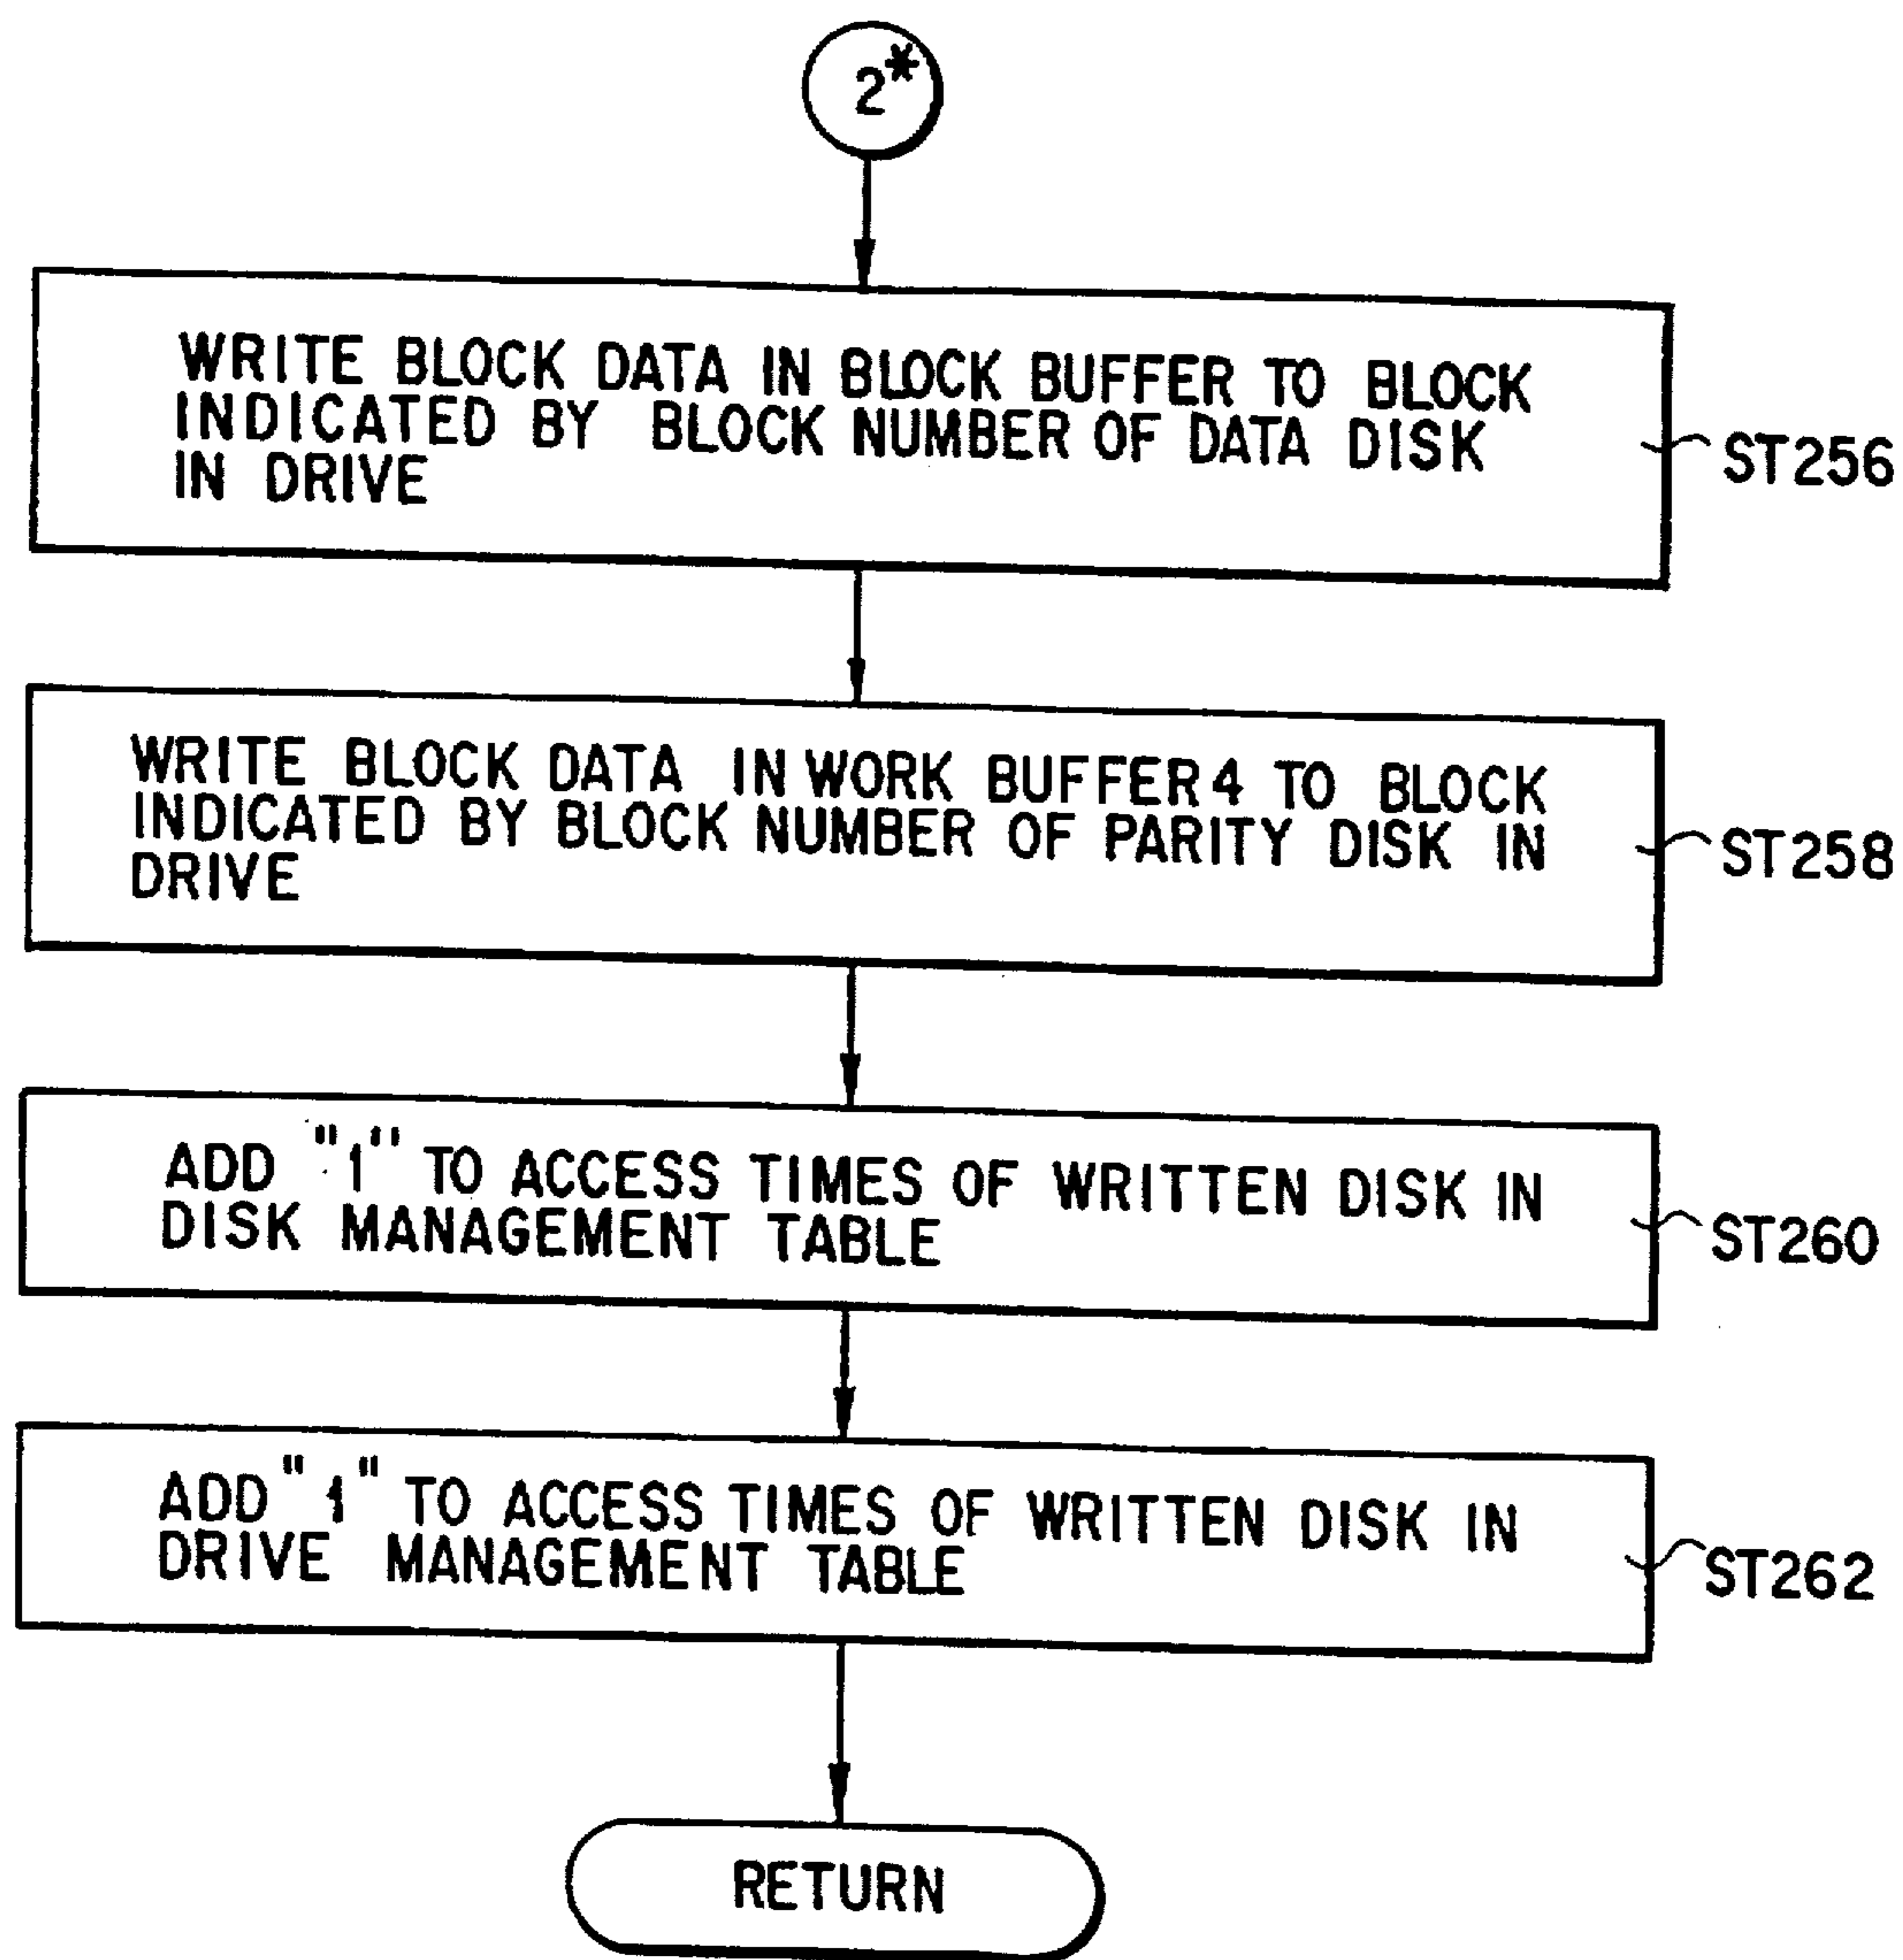 2*
WRITE BLOCK DATA IN BLOCK BUFFER TO BLOCK
INDICATED BY BLOCK NUMBER OF DATA DISK
IN DRIVE
ST256
WRITE BLOCK DATA IN WORK BUFFER 4 TO BLOCK
INDICATED BY BLOCK NUMBER OF PARITY DISK IN
DRIVE
ST258
ADD "1" TO ACCESS TIMES OF WRITTEN DISK IN
DISK MANAGEMENT TABLE
ST260
ADD "1" TO ACCESS TIMES OF WRITTEN DISK IN
DRIVE MANAGEMENT TABLE
ST262
RETURN